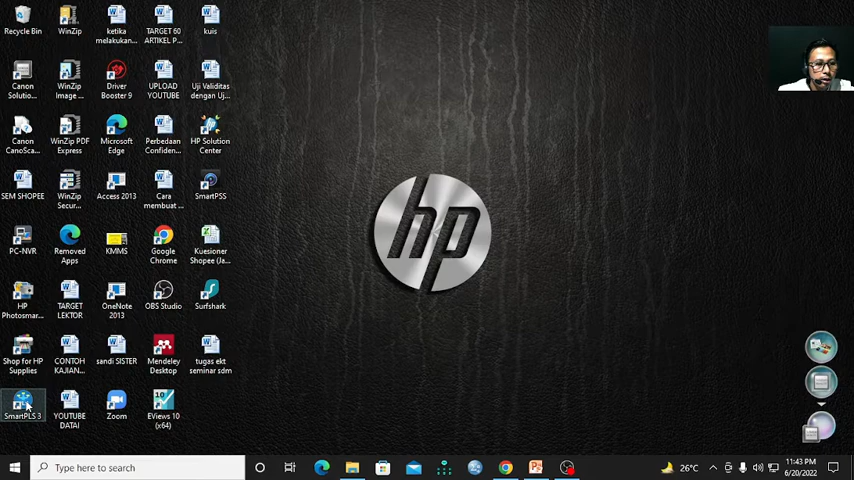 Recycle Bin
WinZip
ketika
melakukan...
TARGET 60
ARTIKEL P...
kuis
Canon
Solutio...
WinZip
Image ...
Driver
Booster 9
UPLOAD
YOUTUBE
Uji Validitas
dengan Uj...
Canon
CanoSca...
WinZip PDF
Express
Microsoft
Edge
Perbedaan
Confiden...
HP Solution
Center
SEM SHOPEE
WinZip
Secur...
Access 2013
Cara
membuat ...
SmartPSS
PC-NVR
Removed
Apps
KMMS
Google
Chrome
Kuesioner
Shopee (Ja...
HP
Photosmar...
TARGET
LEKTOR
OneNote
2013
OBS Studio
Surfshark
Shop for HP
Supplies
CONTOH
KAJIAN...
sandi SISTER
Mendeley
Desktop
tugas ekt
seminar sdm
SmartPLS 3
YOUTUBE
DATAI
Zoom
10
EViews 10
(x64)
hp
Type here to search
26°C
11:43 PM
6/20/2022